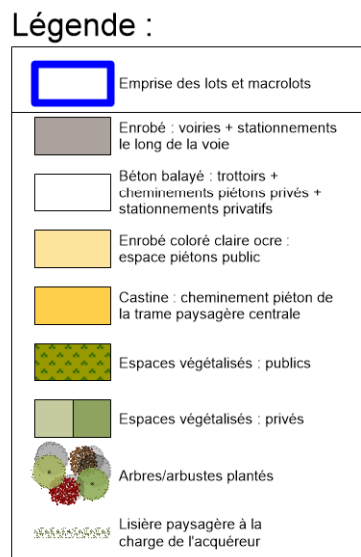 Légende :
Emprise des lots et macrolots
Enrobé : voiries + stationnements
le long de la voie
Béton balayé : trottoirs +
cheminements piétons privés +
stationnements privatifs
Enrobé coloré claire ocre :
espace piétons public
Castine : cheminement piéton de
la trame paysagère centrale
Espaces végétalisés : publics
Espaces végétalisés : privés
Arbres/arbustes plantés
Lisière paysagère à la
charge de l'acquéreur